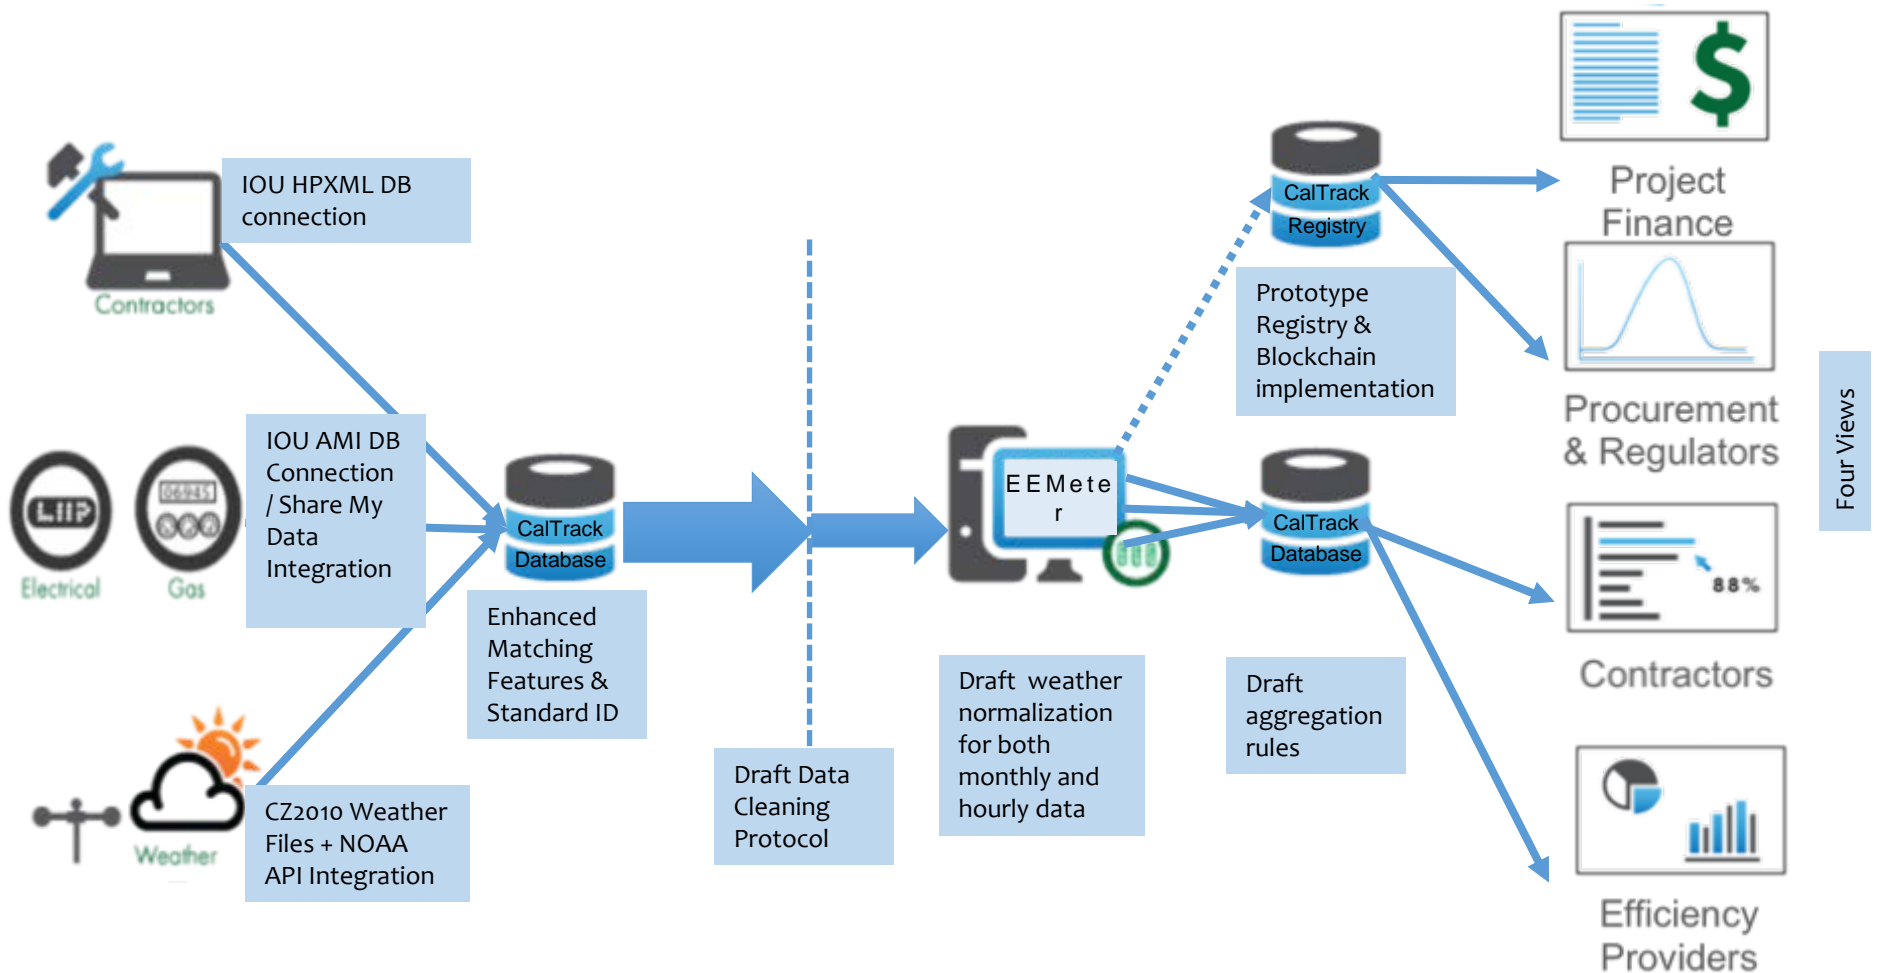 IOU HPXML DB
connection
Contractors
IOU AMI DB
Connection
/ Share My
Data
Integration
06945
Electrical
Gas
CZ2010 Weather
Files + NOAA
API Integration
Weather
CalTrack
Database
Enhanced
Matching
Features &
Standard ID
Draft Data
Cleaning
Protocol
EEMete
r
Draft weather
normalization
for both
monthly and
hourly data
CalTrack
Registry
Prototype
Registry &
Blockchain
implementation
CalTrack
Database
Draft
aggregation
rules
$
Project
Finance
Procurement
& Regulators
88%
Contractors
Efficiency
Providers
Four Views